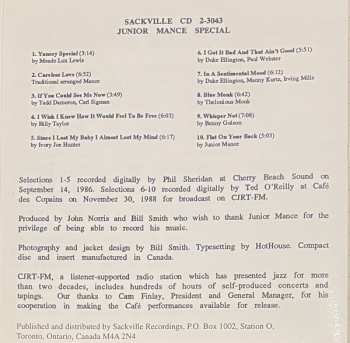 SACKVILLE CD 2-3043
JUNIOR MANCE SPECIAL
1. Yancey Special (3:14)
by Meade Lux Lewis
2. Careless Love (6:52)
Traditional arranged Mance
3. If You Could See Me Now (3:49)
by Tadd Dameron, Carl Sigman
4. I Wish I Knew How It Would Feel To Be Free (6:03)
by Billy Taylor
5. Since I Lost My Baby I Almost Lost My Mind (6:17)
by Ivory Joe Hunter
6. I Got It Bad And That Ain't Good (5:51)
by Duke Ellington, Paul Webster
7. In A Sentimental Mood (6:12)
by Duke Ellington, Manny Kurtz, Irving Mills
8. Blue Monk (6:42)
by Thelonious Monk
9. Whisper Not (7:08)
by Benny Golson
10. Flat On Your Back (5:03)
by Junior Mance
Selections 1-5 recorded digitally by Phil Sheridan at Cherry Beach Sound on
September 14, 1986. Selections 6-10 recorded digitally by Ted O'Reilly at Café
des Copains on November 30, 1988 for broadcast on CJRT-FM.
Produced by John Norris and Bill Smith who wish to thank Junior Mance for the
privilege of being able to record his music.
Photography and jacket design by Bill Smith. Typesetting by HotHouse. Compact
disc and insert manufactured in Canada.
CJRT-FM, a listener-supported radio station which has presented jazz for more
than two decades, includes hundreds of hours of self-produced concerts and
tapings. Our thanks to Cam Finlay, President and General Manager, for his
cooperation in making the Café performances available for release.
Published and distributed by Sackville Recordings, P.O. Box 1002, Station O,
Toronto, Ontario, Canada M4A 2N4